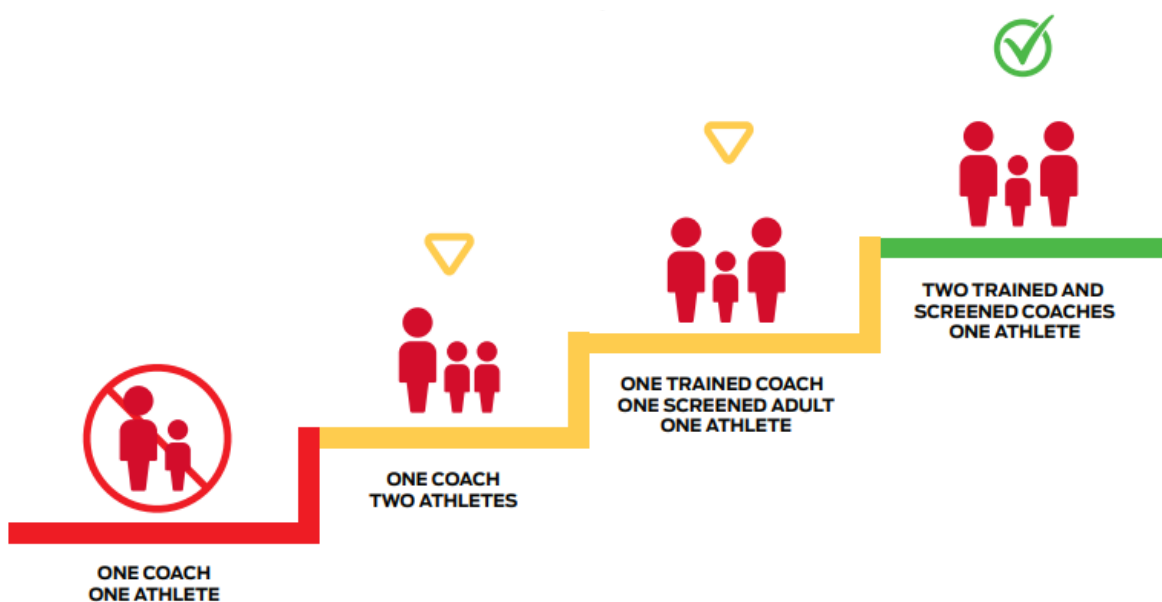 ONE COACH
ONE ATHLETE
ONE COACH
TWO ATHLETES
ONE TRAINED COACH
ONE SCREENED ADULT
ONE ATHLETE
TWO TRAINED AND
SCREENED COACHES
ONE ATHLETE